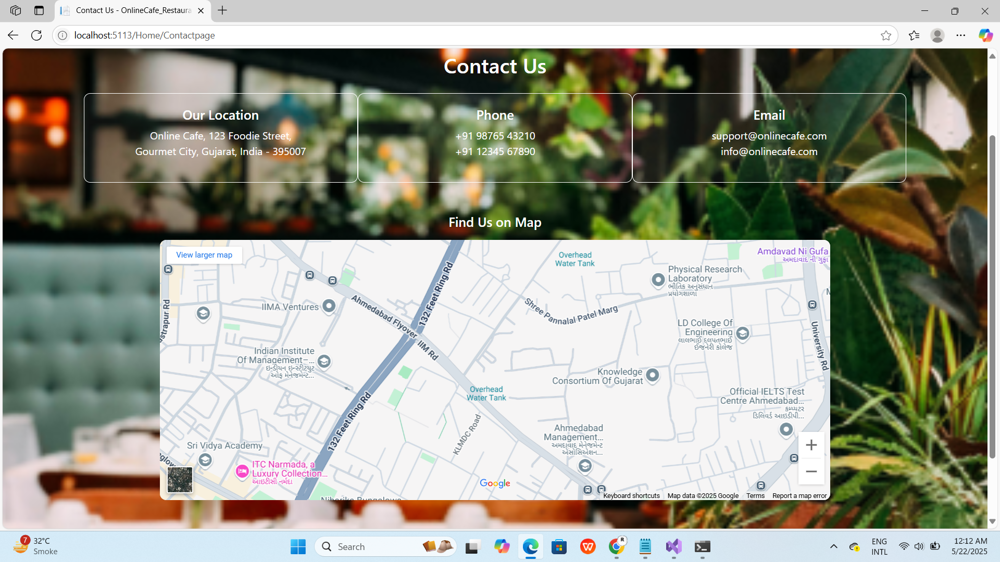 Contact Us - OnlineCafe_Restaura
localhost:5113/Home/Contactpage
Contact Us
Our Location
Online Cafe, 123 Foodie Street,
Gourmet City, Gujarat, India - 395007
Phone
+91 98765 43210
+91 12345 67890
Email
support@onlinecafe.com
info@onlinecafe.com
Find Us on Map
View larger map
Overhead
Water Tank
Amdavad Ni Gufa
અમદાવાદ ની ગુફા
Physical Research
Laboratory
ભૌતિક અનુસંધાન
પ્રયોગશાળા
132 Feet Ring Rd
Ahmedabad Flyover
IIM Rd
IIMA Ventures
Shree Pannalal Patel Marg
LD College Of
Engineering
લાલભાઈ દલપતભાઈ
ઈજનેરી કોલેજ
University Rd
astrapur Rd
Indian Institute
Of Management–...
ઇન્ડીયન ઇન્સ્ટીટ્યુટ
ઓફ મેનેજમેન્ટ...
Knowledge
Consortium Of Gujarat
Overhead
Water Tank
Official IELTS Test
Centre Ahmedabad...
કમ્પ્યુટર
ડિલિવર્ડ આઇડીપી...
132 Feet Ring Rd
KLMDC Road
Ahmedabad
Management...
અમદાવાદ મેનેજમેન્ટ
એસોસિએશન...
Sri Vidya Academy
ITC Narmada, a
Luxury Collection...
આઇટીસી નર્મદા
Niharika Bungalows
Google
Keyboard shortcuts
Map data ©2025 Google
Terms
Report a map error
7
32°C
Smoke
Search
R
ENG
INTL
12:12 AM
5/22/2025